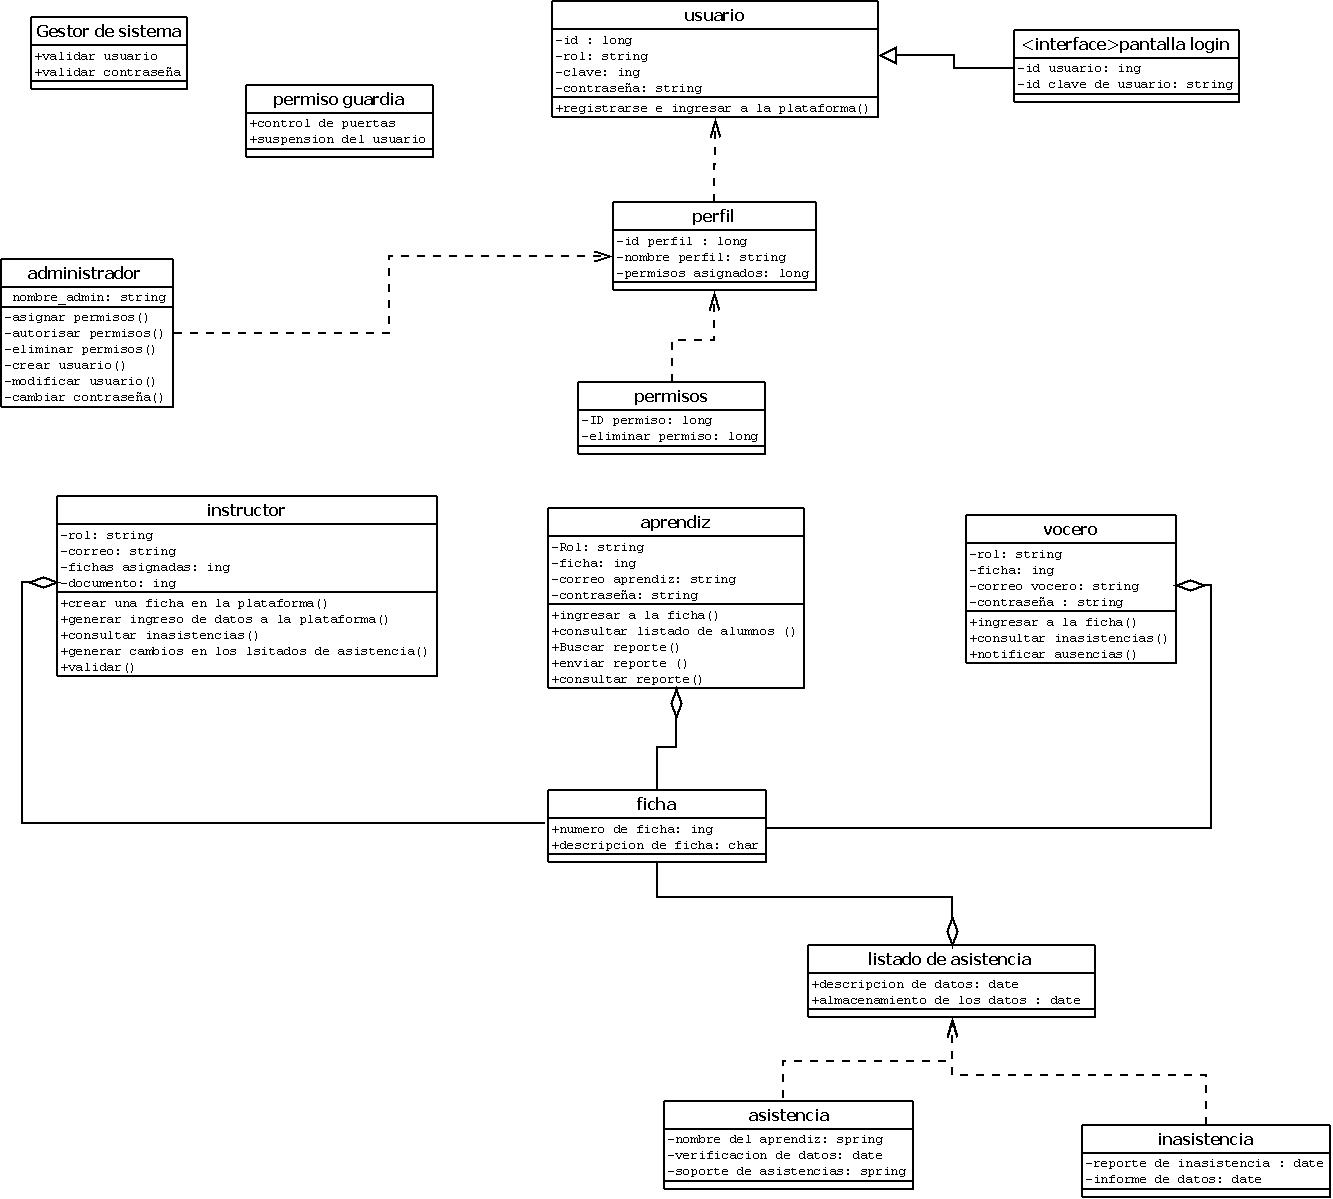 Gestor de sistema
+validar usuario
+validar contraseña
permiso guardia
+control de puertas
+suspension del usuario
usuario
-id : long
-rol: string
-clave: ing
-contraseña: string
+registrarse e ingresar a la plataforma()
<interface>pantalla login
-id usuario: ing
-id clave de usuario: string
perfil
-id perfil : long
-nombre perfil: string
-permisos asignados: long
administrador
nombre_admin: string
-asignar permisos()
-autorisar permisos()
-eliminar permisos()
-crear usuario()
-modificar usuario()
-cambiar contraseña()
permisos
-ID permiso: long
-eliminar permiso: long
instructor
-rol: string
-correo: string
-fichas asignadas: ing
-documento: ing
+crear una ficha en la plataforma()
+generar ingreso de datos a la plataforma()
+consultar inasistencias()
+generar cambios en los lsitados de asistencia()
+validar()
aprendiz
-Rol: string
-ficha: ing
-correo aprendiz: string
-contraseña: string
+ingresar a la ficha()
+consultar listado de alumnos ()
+Buscar reporte()
+enviar reporte ()
+consultar reporte()
vocero
-rol: string
-ficha: ing
-correo vocero: string
-contraseña : string
+ingresar a la ficha()
+consultar inasistencias()
+notificar ausencias()
ficha
+numero de ficha: ing
+descripcion de ficha: char
listado de asistencia
+descripcion de datos: date
+almacenamiento de los datos : date
asistencia
-nombre del aprendiz: spring
-verificacion de datos: date
-soporte de asistencias: spring
inasistencia
-reporte de inasistencia : date
-informe de datos: date